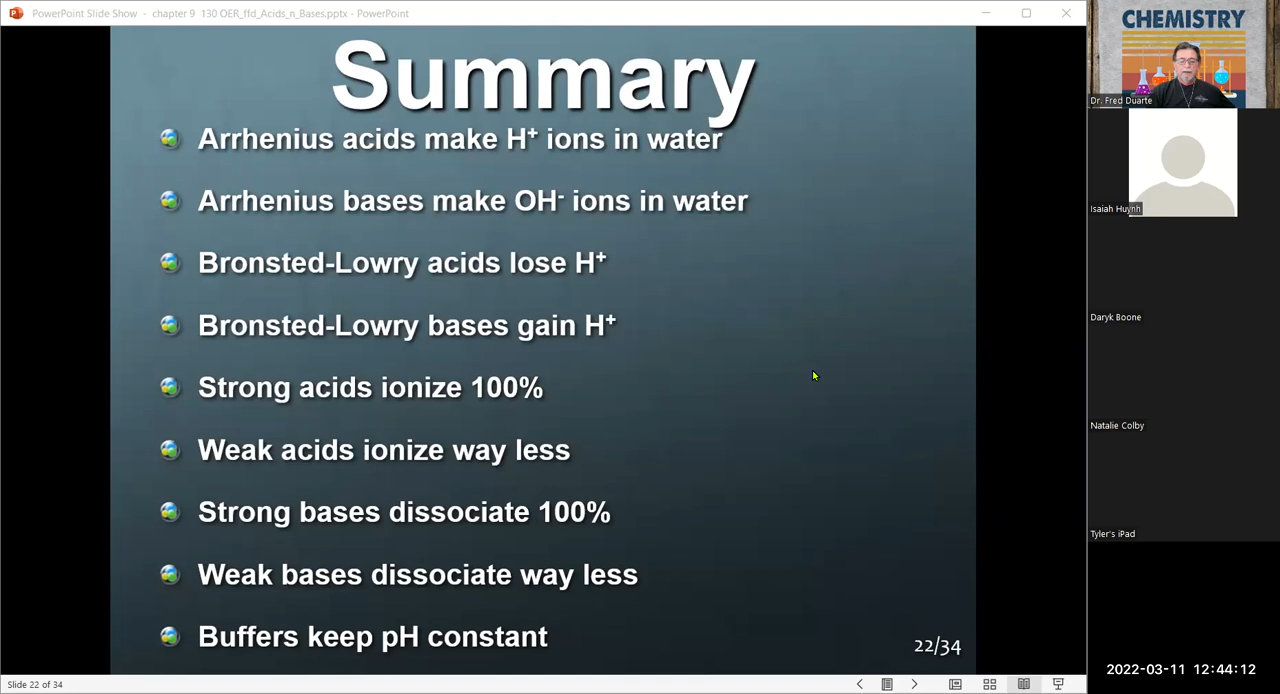 PowerPoint Slide Show - chapter 9 130 OER_ffd_Acids_n_Bases.pptx - PowerPoint
Summary
Arrhenius acids make H⁺ ions in water
Arrhenius bases make OH⁻ ions in water
Bronsted-Lowry acids lose H⁺
Bronsted-Lowry bases gain H⁺
Strong acids ionize 100%
Weak acids ionize way less
Strong bases dissociate 100%
Weak bases dissociate way less
Buffers keep pH constant
22/34
Slide 22 of 34
CHEMISTRY
Dr. Fred Duarte
Isaiah Huynh
Daryk Boone
Natalie Colby
Tyler's iPad
2022-03-11 12:44:12